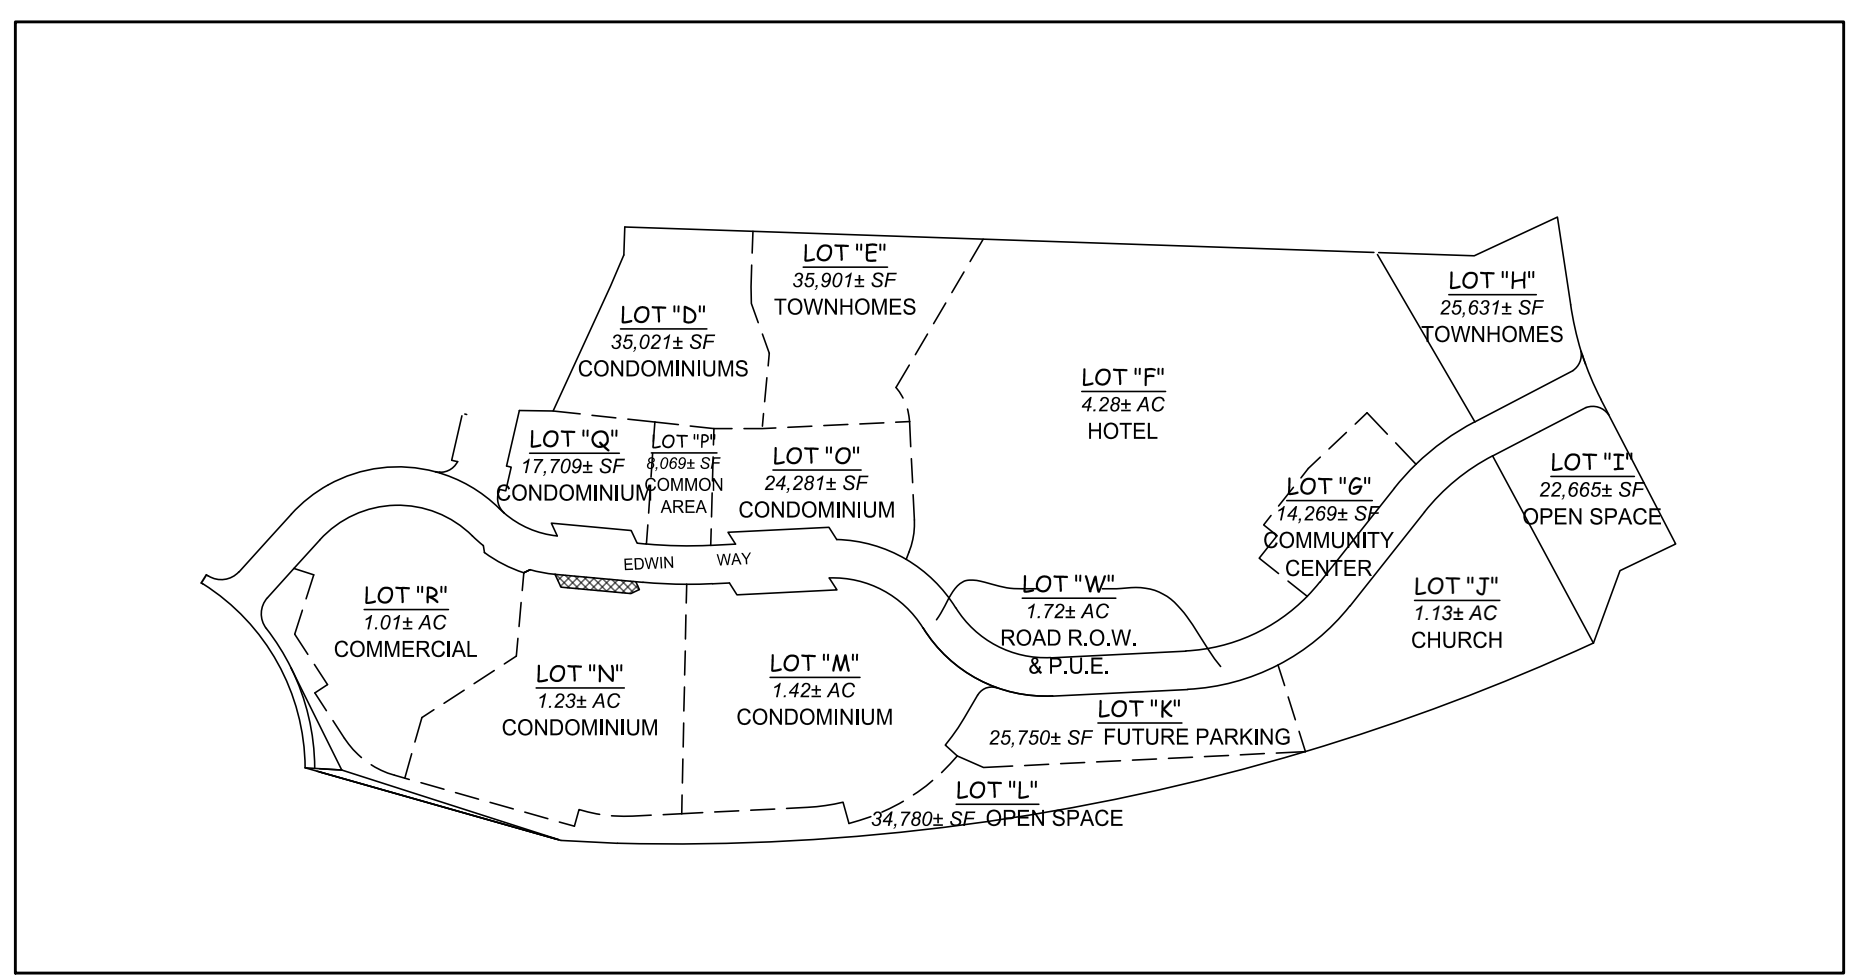 LOT "E"
35,901± SF
TOWNHOMES
LOT "H"
25,631± SF
TOWNHOMES
LOT "D"
35,021± SF
CONDOMINIUMS
LOT "F"
4.28± AC
HOTEL
LOT "Q"
17,709± SF
CONDOMINIUM
LOT "P"
8,069± SF
COMMON
AREA
LOT "O"
24,281± SF
CONDOMINIUM
LOT "G"
14,269± SF
COMMUNITY
CENTER
LOT "I"
22,665± SF
OPEN SPACE
EDWIN WAY
LOT "R"
1.01± AC
COMMERCIAL
LOT "W"
1.72± AC
ROAD R.O.W.
& P.U.E.
LOT "J"
1.13± AC
CHURCH
LOT "N"
1.23± AC
CONDOMINIUM
LOT "M"
1.42± AC
CONDOMINIUM
LOT "K"
25,750± SF FUTURE PARKING
LOT "L"
34,780± SF OPEN SPACE